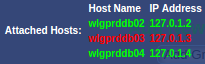 Host Name IP Address
Attached Hosts: wlgprddb02 127.0.1.2
wlgprddb03 127.0.1.3
wlgprddb04 127.0.1.4